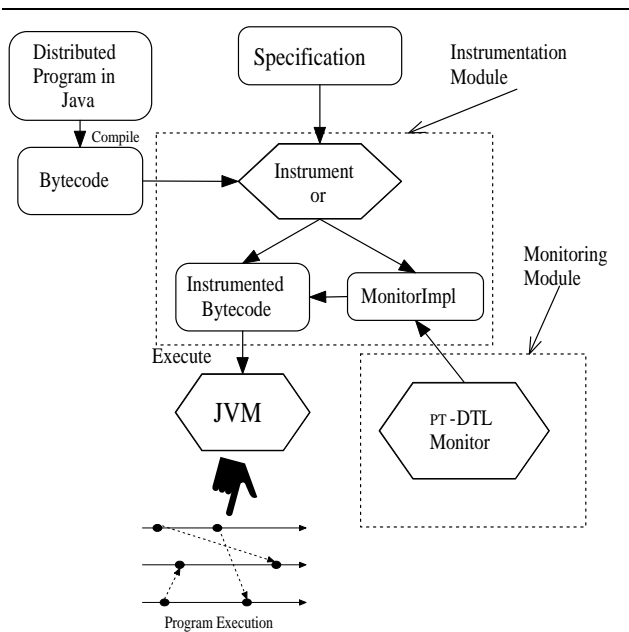 Distributed
Program in
Java
Specification
Instrumentation
Module
Compile
Bytecode
Instrument
or
Monitoring
Module
Instrumented
Bytecode
MonitorImpl
Execute
JVM
PT-DTL
Monitor
Program Execution